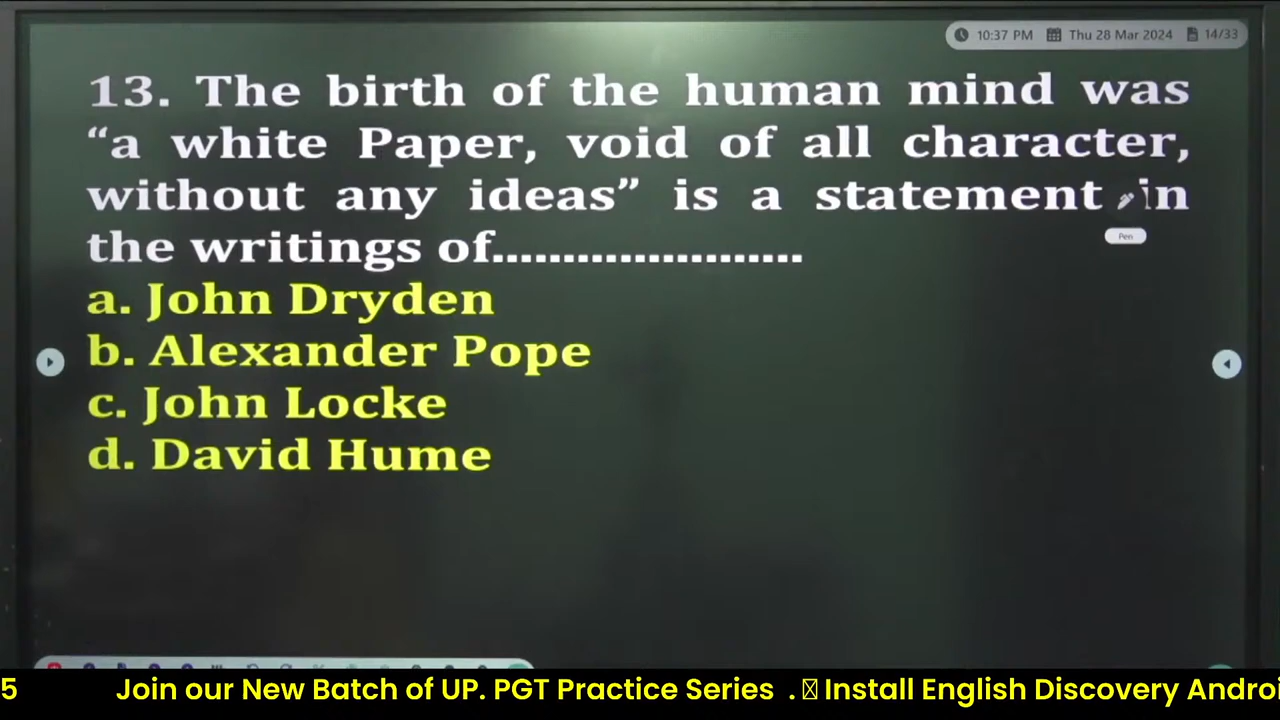 10:37 PM Thu 28 Mar 2024 14/33
13. The birth of the human mind was
“a white Paper, void of all character,
without any ideas” is a statement in
Pen
the writings of......................
a. John Dryden
b. Alexander Pope
c. John Locke
d. David Hume
5 Join our New Batch of UP. PGT Practice Series . Install English Discovery Androi